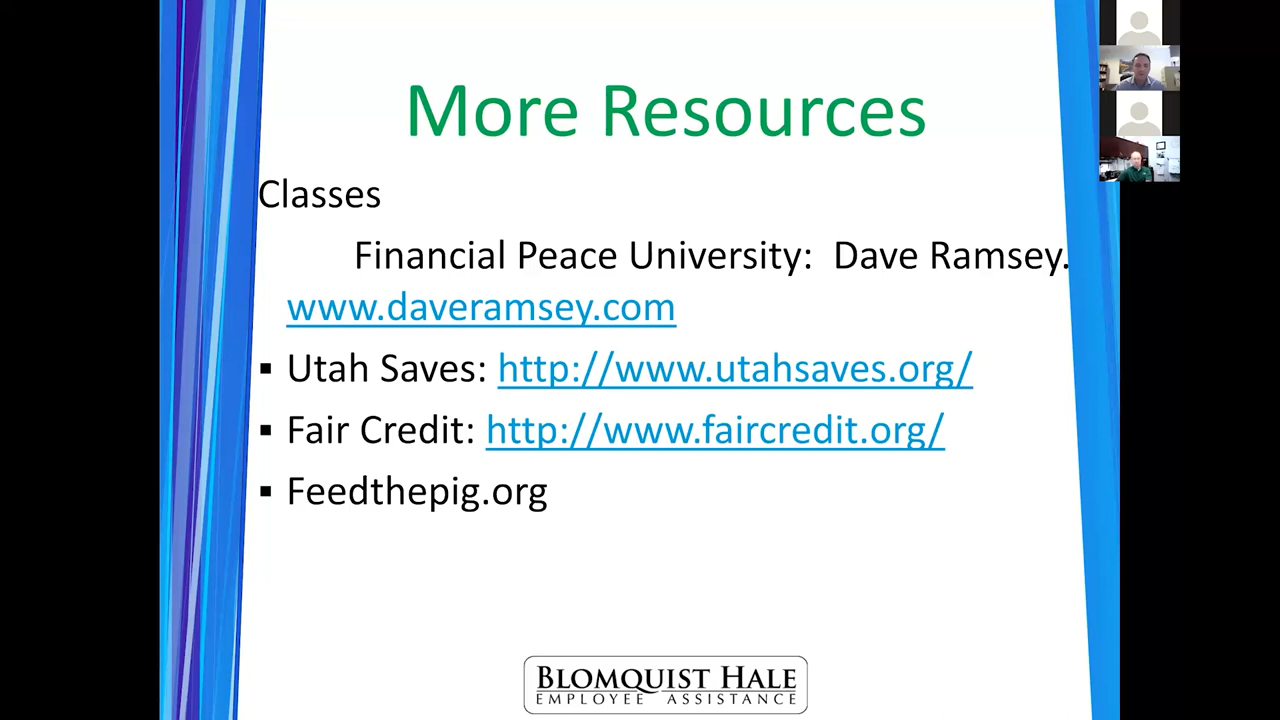 More Resources
Classes
Financial Peace University:  Dave Ramsey.
www.daveramsey.com
▪ Utah Saves: http://www.utahsaves.org/
▪ Fair Credit: http://www.faircredit.org/
▪ Feedthepig.org
BLOMQUIST HALE
EMPLOYEE ASSISTANCE